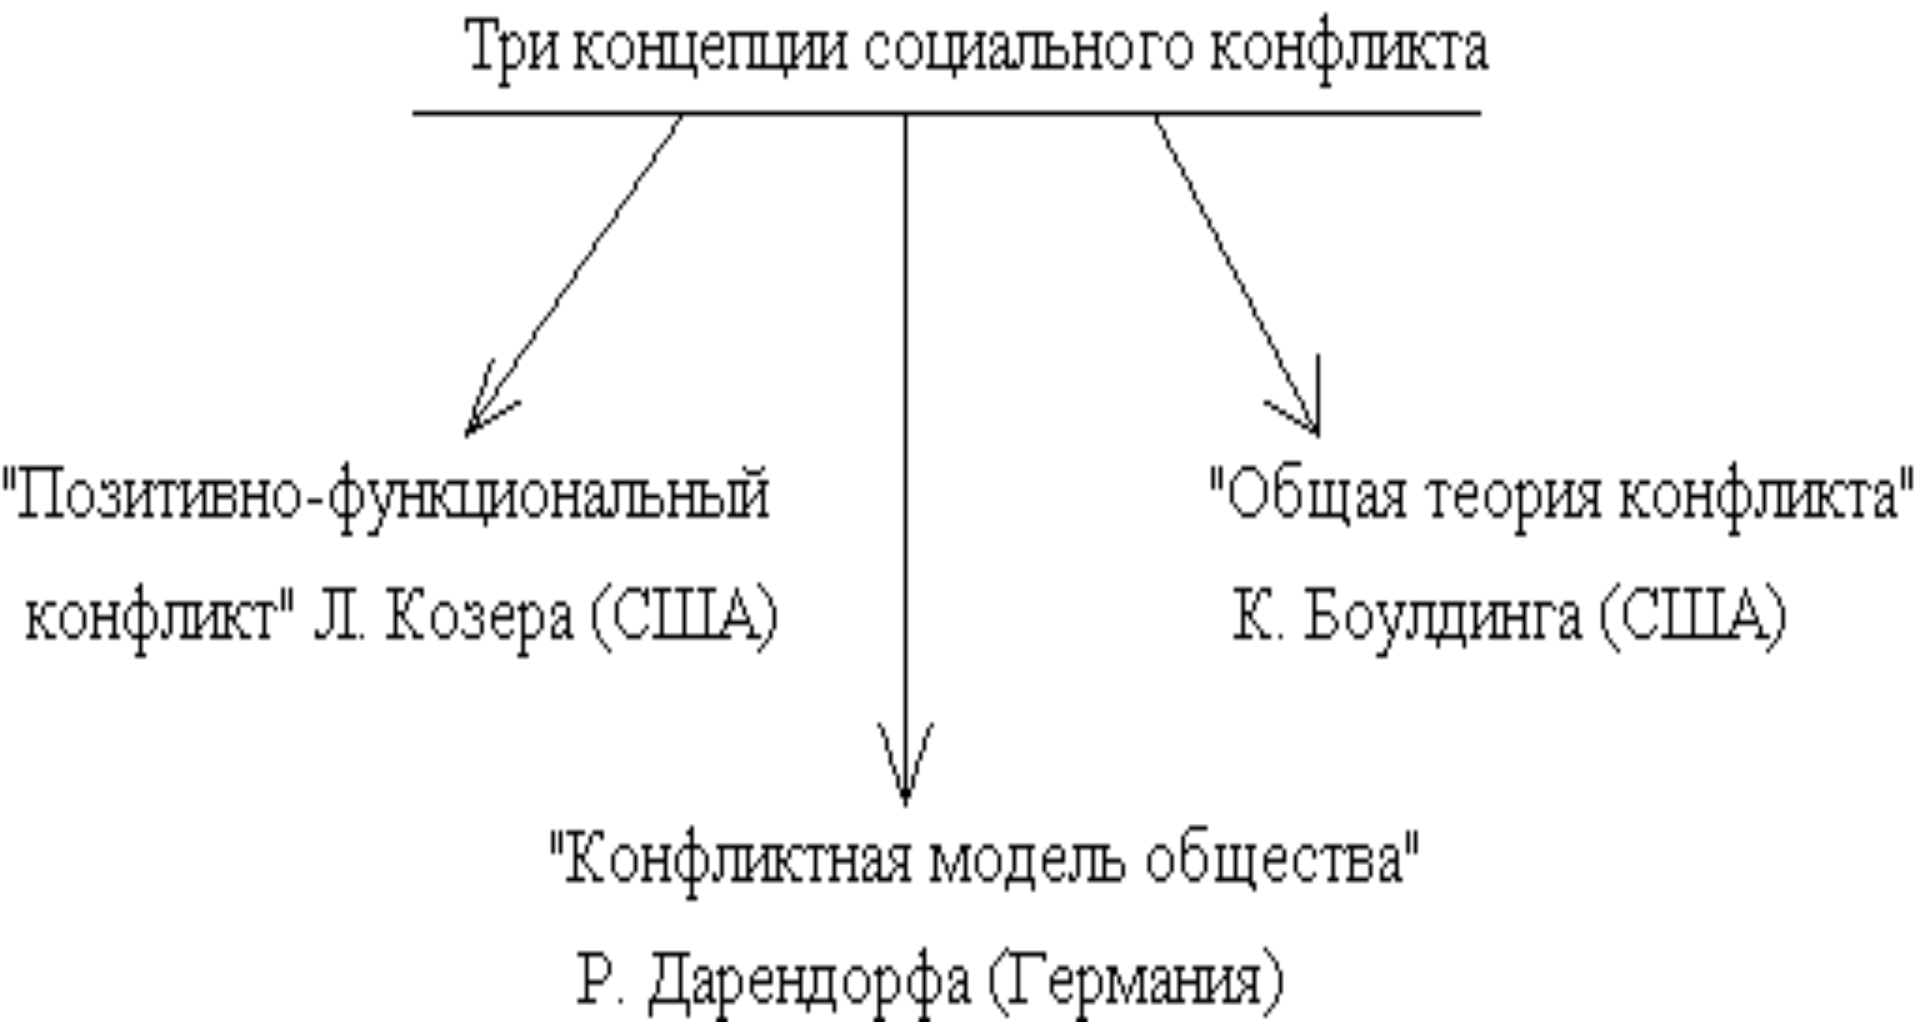 Три концепции социального конфликта
"Позитивно-функциональный
конфликт" Л. Козера (США)
"Общая теория конфликта"
К. Боулдинга (США)
"Конфликтная модель общества"
Р. Дарендорфа (Германия)